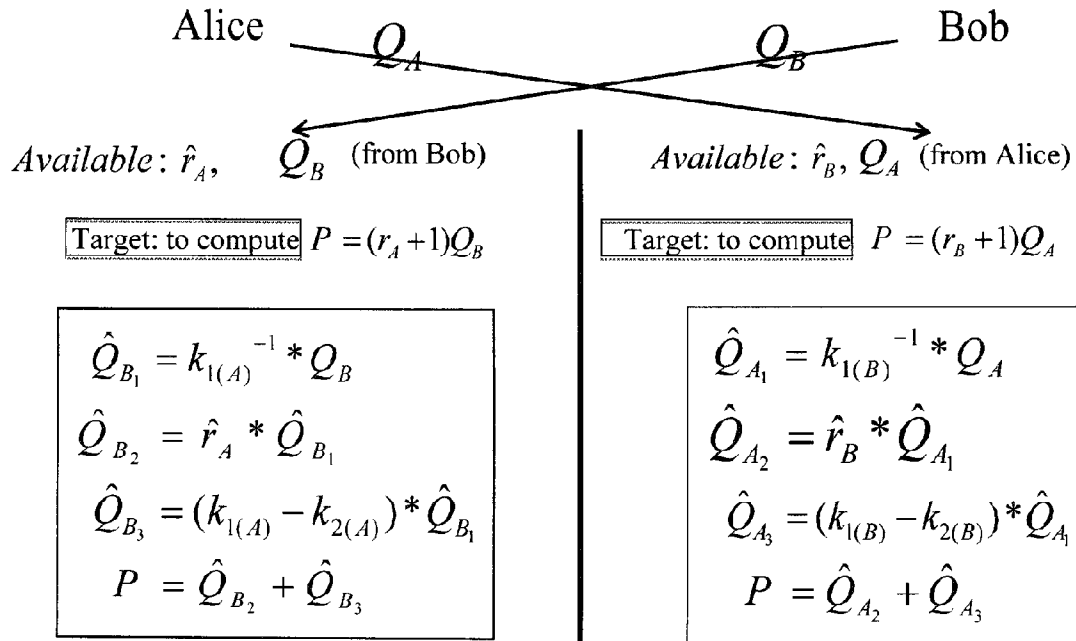 Alice
Q_A
Q_B
Bob
Available: r̂_A, Q_B (from Bob)
Target: to compute P = (r_A + 1)Q_B
Q̂_B₁ = k_1(A)⁻¹ * Q_B
Q̂_B₂ = r̂_A * Q̂_B₁
Q̂_B₃ = (k_1(A) − k_2(A)) * Q̂_B₁
P = Q̂_B₂ + Q̂_B₃
Available: r̂_B, Q_A (from Alice)
Target: to compute P = (r_B + 1)Q_A
Q̂_A₁ = k_1(B)⁻¹ * Q_A
Q̂_A₂ = r̂_B * Q̂_A₁
Q̂_A₃ = (k_1(B) − k_2(B)) * Q̂_A₁
P = Q̂_A₂ + Q̂_A₃